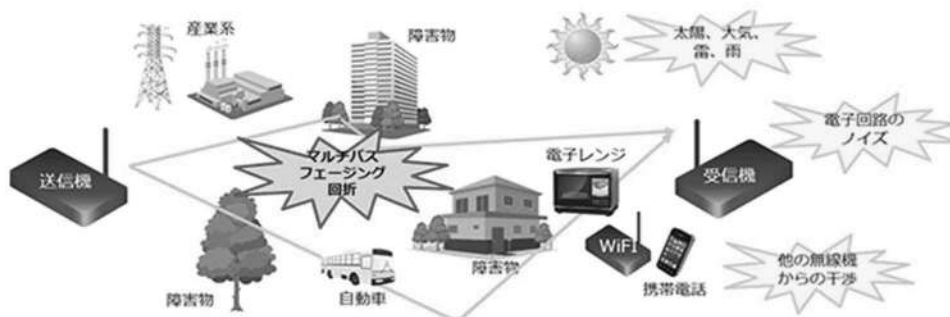 産業系
障害物
太陽、大気、
雷、雨
電子回路の
ノイズ
送信機
マルチパス
フェージング
回折
電子レンジ
受信機
WiFI
障害物
自動車
障害物
携帯電話
他の無線機
からの干渉